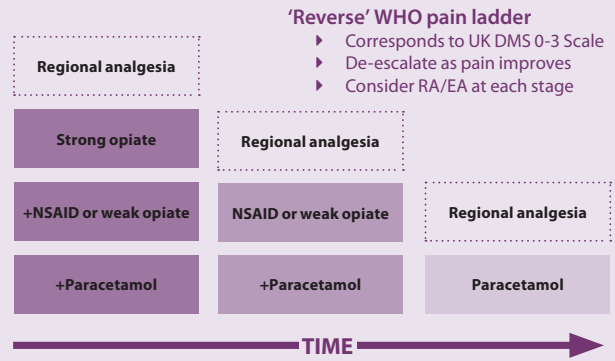 ‘Reverse’ WHO pain ladder
Corresponds to UK DMS 0-3 Scale
De-escalate as pain improves
Consider RA/EA at each stage
Regional analgesia
Strong opiate
+NSAID or weak opiate
+Paracetamol
Regional analgesia
NSAID or weak opiate
+Paracetamol
Regional analgesia
Paracetamol
TIME